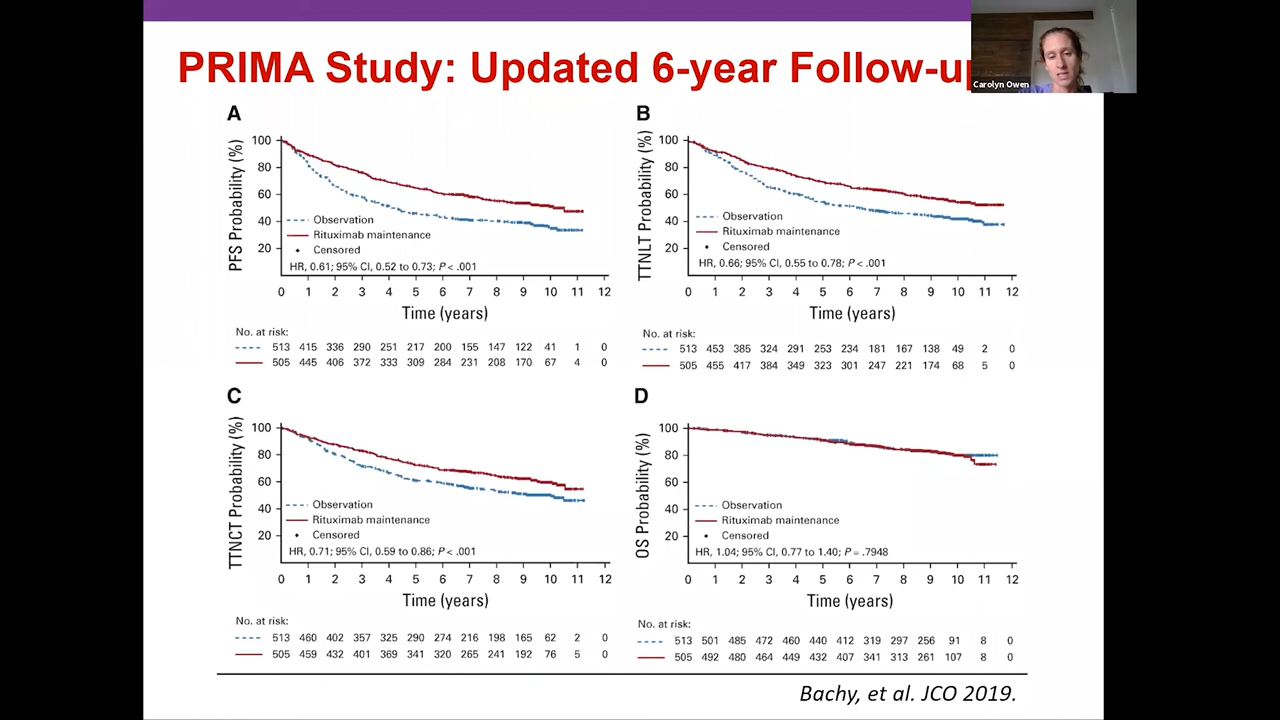 PRIMA Study: Updated 6-year Follow-up
Carolyn Owen
A
PFS Probability (%)
100
80
60
40
20
Observation
Rituximab maintenance
Censored
HR, 0.61; 95% CI, 0.52 to 0.73; P < .001
0 1 2 3 4 5 6 7 8 9 10 11 12
Time (years)
No. at risk:
513 415 336 290 251 217 200 155 147 122 41 1 0
505 445 406 372 333 309 284 231 208 170 67 4 0
B
TTNLT Probability (%)
100
80
60
40
20
Observation
Rituximab maintenance
Censored
HR, 0.66; 95% CI, 0.55 to 0.78; P < .001
0 1 2 3 4 5 6 7 8 9 10 11 12
Time (years)
No. at risk:
513 453 385 324 291 253 234 181 167 138 49 2 0
505 455 417 384 349 323 301 247 221 174 68 5 0
C
TTNCT Probability (%)
100
80
60
40
20
Observation
Rituximab maintenance
Censored
HR, 0.71; 95% CI, 0.59 to 0.86; P < .001
0 1 2 3 4 5 6 7 8 9 10 11 12
Time (years)
No. at risk:
513 460 402 357 325 290 274 216 198 165 62 2 0
505 459 432 401 369 341 320 265 241 192 76 5 0
D
OS Probability (%)
100
80
60
40
20
Observation
Rituximab maintenance
Censored
HR, 1.04; 95% CI, 0.77 to 1.40; P = .7948
0 1 2 3 4 5 6 7 8 9 10 11 12
Time (years)
No. at risk:
513 501 485 472 460 440 412 319 297 256 91 8 0
505 492 480 464 449 432 407 341 313 261 107 8 0
Bachy, et al. JCO 2019.